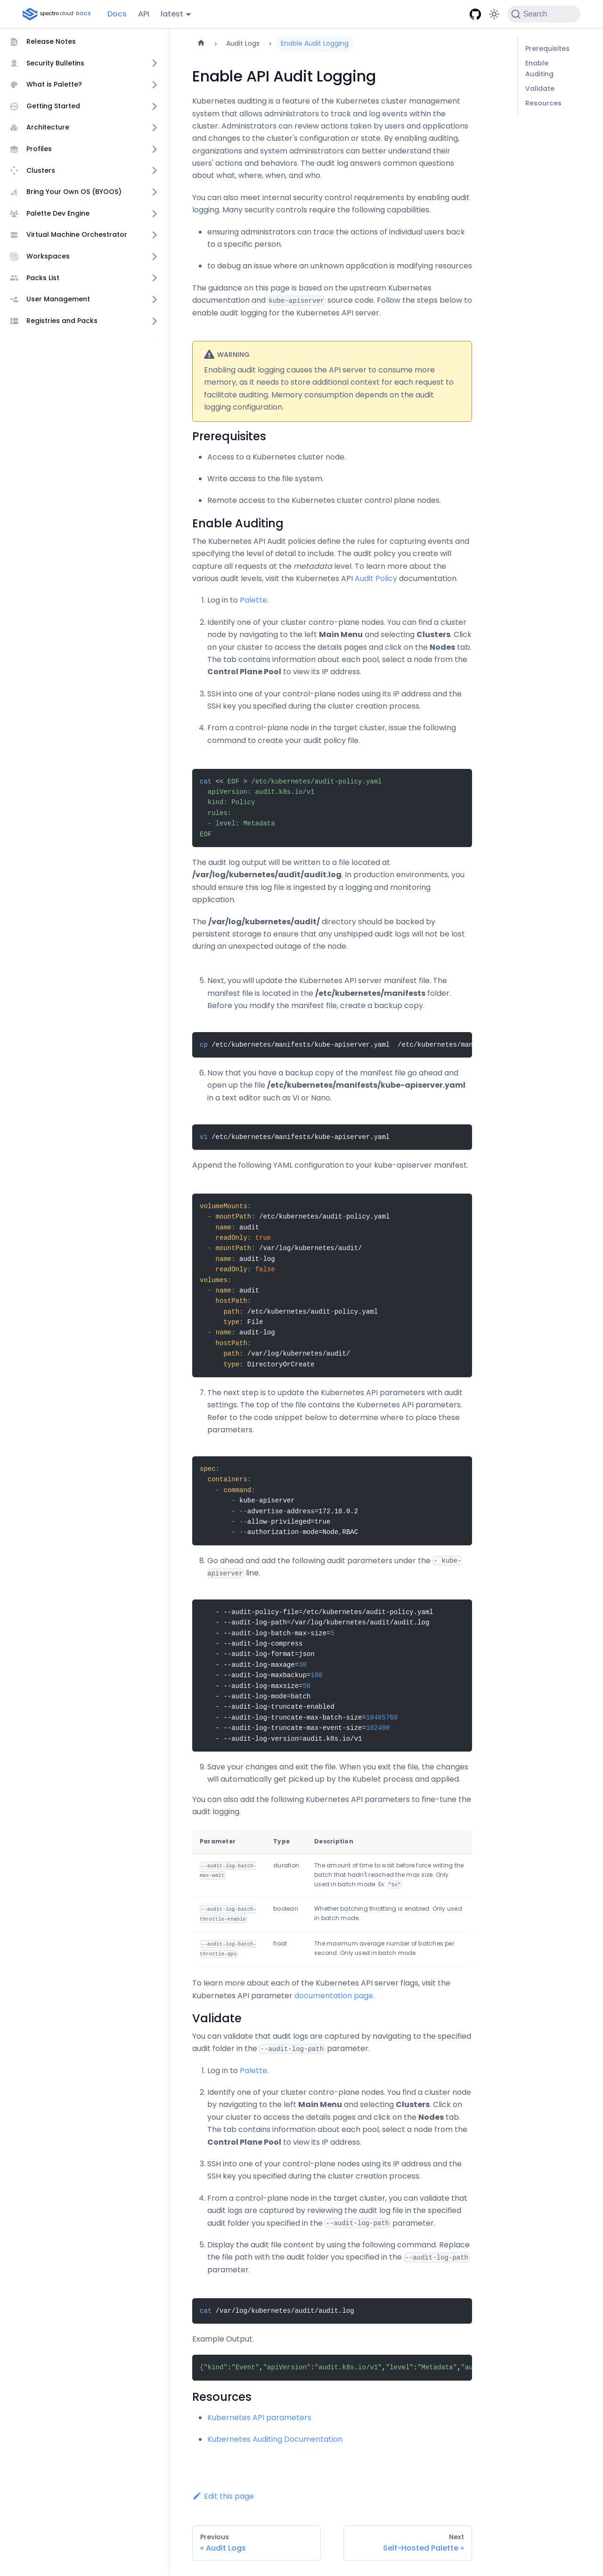 spectro cloud DOCS
Docs
API
latest
Search
Release Notes
Security Bulletins
What is Palette?
Getting Started
Architecture
Profiles
Clusters
Bring Your Own OS (BYOOS)
Palette Dev Engine
Virtual Machine Orchestrator
Workspaces
Packs List
User Management
Registries and Packs
Audit Logs
Enable Audit Logging
Prerequisites
Enable
Auditing
Validate
Resources
Enable API Audit Logging
Kubernetes auditing is a feature of the Kubernetes cluster management
system that allows administrators to track and log events within their
cluster. Administrators can review actions taken by users and applications
and changes to the cluster's configuration or state. By enabling auditing,
organization and system administrators can better understand their
users' actions and behaviors. The audit log answers common questions
about what, where, when, and who.
You can also meet internal security control requirements by enabling audit
logging. Many security controls require the following capabilities.
• ensuring administrators can trace the actions of individual users back
to a specific person.
• to debug an issue where an unknown application is modifying resources
The guidance on this page is based on the upstream Kubernetes
documentation and kube-apiserver source code. Follow the steps below to
enable audit logging for the Kubernetes API server.
WARNING
Enabling audit logging causes the API server to consume more
memory, as it needs to store additional context for each request to
facilitate auditing. Memory consumption depends on the audit
logging configuration.
Prerequisites
• Access to a Kubernetes cluster node.
• Write access to the file system.
• Remote access to the Kubernetes cluster control plane nodes.
Enable Auditing
The Kubernetes API Audit policies define the rules for capturing events and
specifying the level of detail to include. The audit policy you create will
capture all requests at the metadata level. To learn more about the
various audit levels, visit the Kubernetes API Audit Policy documentation.
1. Log in to Palette.
2. Identify one of your cluster contro-plane nodes. You can find a cluster
node by navigating to the left Main Menu and selecting Clusters. Click
on your cluster to access the details pages and click on the Nodes tab.
The tab contains information about each pool, select a node from the
Control Plane Pool to view its IP address.
3. SSH into one of your control-plane nodes using its IP address and the
SSH key you specified during the cluster creation process.
4. From a control-plane node in the target cluster, issue the following
command to create your audit policy file.
cat << EOF > /etc/kubernetes/audit-policy.yaml
apiVersion: audit.k8s.io/v1
kind: Policy
rules:
- level: Metadata
EOF
The audit log output will be written to a file located at
/var/log/kubernetes/audit/audit.log. In production environments, you
should ensure this log file is ingested by a logging and monitoring
application.
The /var/log/kubernetes/audit/ directory should be backed by
persistent storage to ensure that any unshipped audit logs will not be lost
during an unexpected outage of the node.
5. Next, you will update the Kubernetes API server manifest file. The
manifest file is located in the /etc/kubernetes/manifests folder.
Before you modify the manifest file, create a backup copy.
cp /etc/kubernetes/manifests/kube-apiserver.yaml  /etc/kubernetes/man
6. Now that you have a backup copy of the manifest file go ahead and
open up the file /etc/kubernetes/manifests/kube-apiserver.yaml
in a text editor such as Vi or Nano.
vi /etc/kubernetes/manifests/kube-apiserver.yaml
Append the following YAML configuration to your kube-apiserver manifest.
volumeMounts:
- mountPath: /etc/kubernetes/audit-policy.yaml
name: audit
readOnly: true
- mountPath: /var/log/kubernetes/audit/
name: audit-log
readOnly: false
volumes:
- name: audit
hostPath:
path: /etc/kubernetes/audit-policy.yaml
type: File
- name: audit-log
hostPath:
path: /var/log/kubernetes/audit/
type: DirectoryOrCreate
7. The next step is to update the Kubernetes API parameters with audit
settings. The top of the file contains the Kubernetes API parameters.
Refer to the code snippet below to determine where to place these
parameters.
spec:
containers:
- command:
- kube-apiserver
- --advertise-address=172.18.0.2
- --allow-privileged=true
- --authorization-mode=Node,RBAC
8. Go ahead and add the following audit parameters under the - kube-
apiserver line.
- --audit-policy-file=/etc/kubernetes/audit-policy.yaml
- --audit-log-path=/var/log/kubernetes/audit/audit.log
- --audit-log-batch-max-size=5
- --audit-log-compress
- --audit-log-format=json
- --audit-log-maxage=30
- --audit-log-maxbackup=100
- --audit-log-maxsize=50
- --audit-log-mode=batch
- --audit-log-truncate-enabled
- --audit-log-truncate-max-batch-size=10485760
- --audit-log-truncate-max-event-size=102400
- --audit-log-version=audit.k8s.io/v1
9. Save your changes and exit the file. When you exit the file, the changes
will automatically get picked up by the Kubelet process and applied.
You can also add the following Kubernetes API parameters to fine-tune the
audit logging.
Parameter Type Description
--audit-log-batch-
max-wait
duration
The amount of time to wait before force writing the
batch that hadn't reached the max size. Only
used in batch mode. Ex. "5s"
--audit-log-batch-
throttle-enable
boolean
Whether batching throttling is enabled. Only used
in batch mode.
--audit-log-batch-
throttle-qps
float
The maximum average number of batches per
second. Only used in batch mode
To learn more about each of the Kubernetes API server flags, visit the
Kubernetes API parameter documentation page.
Validate
You can validate that audit logs are captured by navigating to the specified
audit folder in the --audit-log-path parameter.
1. Log in to Palette.
2. Identify one of your cluster contro-plane nodes. You find a cluster node
by navigating to the left Main Menu and selecting Clusters. Click on
your cluster to access the details pages and click on the Nodes tab.
The tab contains information about each pool, select a node from the
Control Plane Pool to view its IP address.
3. SSH into one of your control-plane nodes using its IP address and the
SSH key you specified during the cluster creation process.
4. From a control-plane node in the target cluster, you can validate that
audit logs are captured by reviewing the audit log file in the specified
audit folder you specified in the --audit-log-path parameter.
5. Display the audit file content by using the following command. Replace
the file path with the audit folder you specified in the --audit-log-path
parameter.
cat /var/log/kubernetes/audit/audit.log
Example Output.
{"kind":"Event","apiVersion":"audit.k8s.io/v1","level":"Metadata","au
Resources
• Kubernetes API parameters
• Kubernetes Auditing Documentation
Edit this page
Previous
« Audit Logs
Next
Self-Hosted Palette »